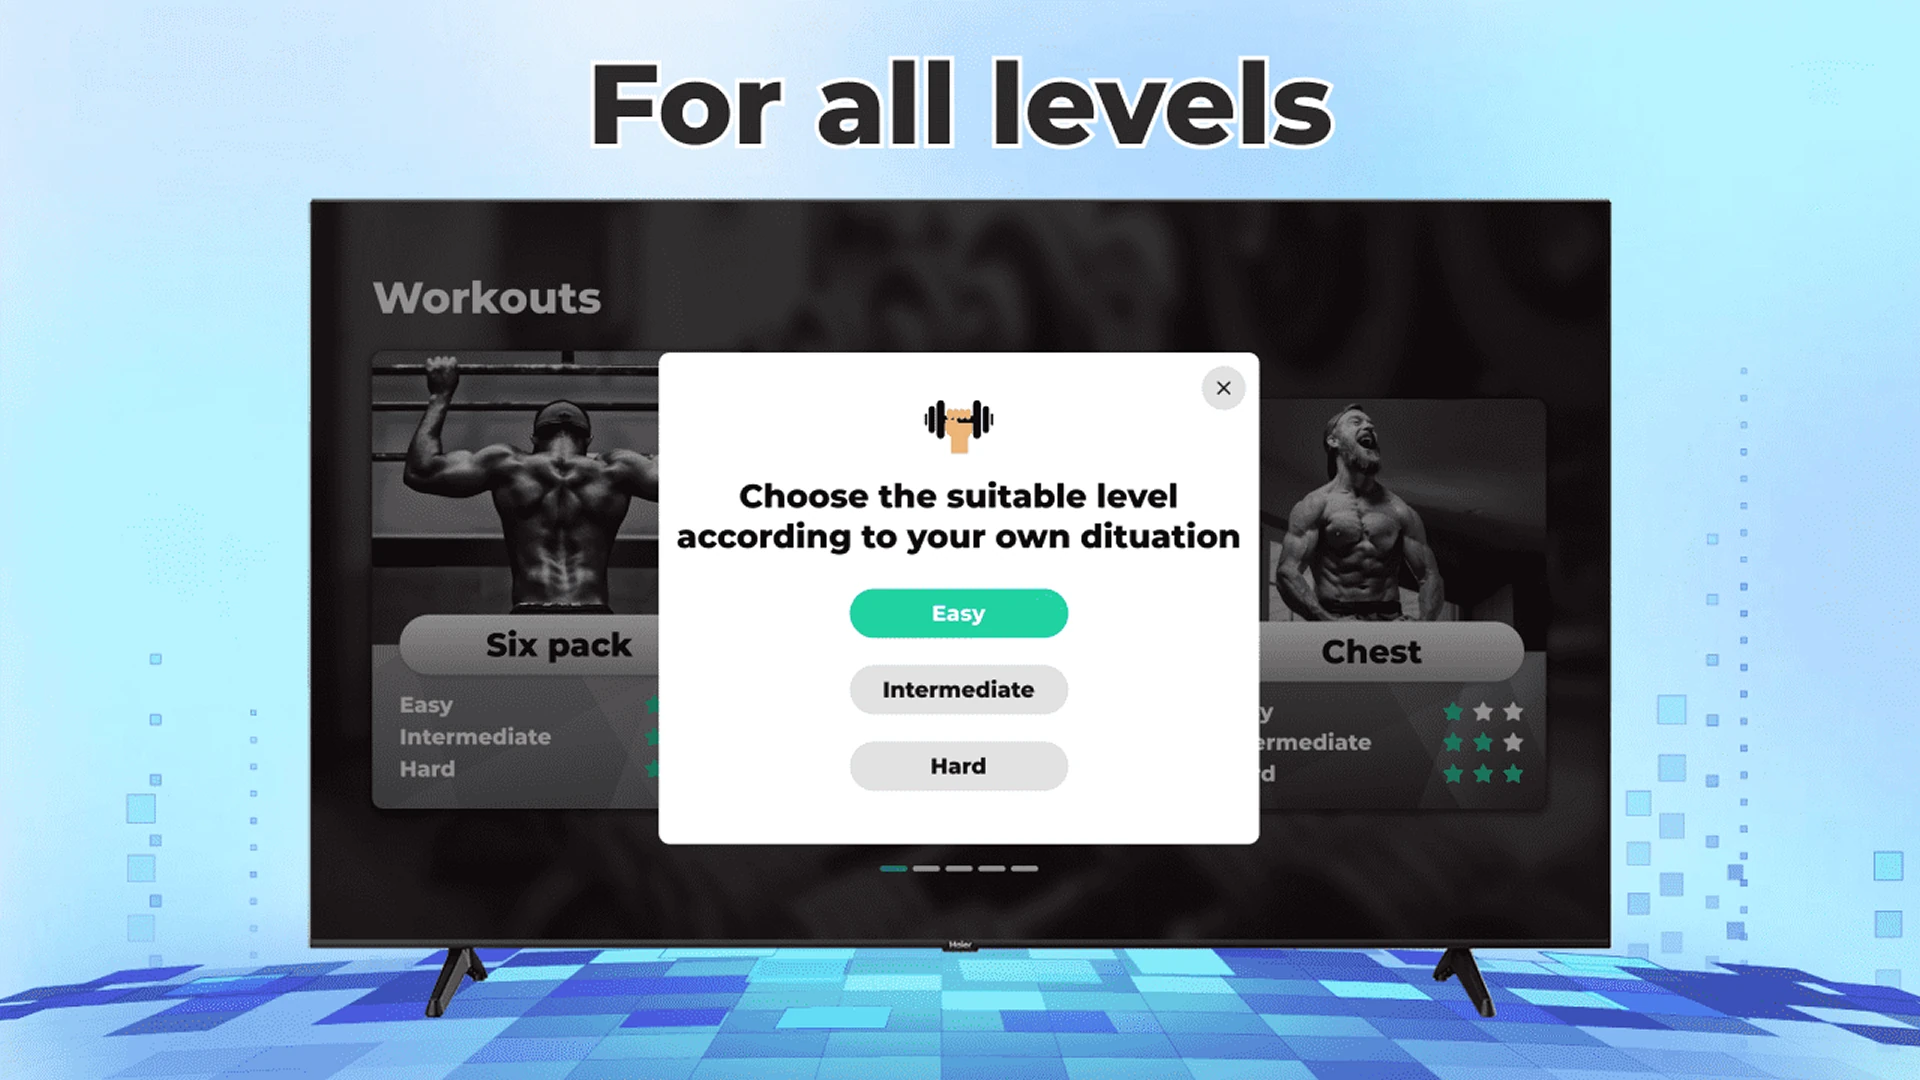 For all levels
Workouts
Choose the suitable level
according to your own dituation
Easy
Intermediate
Hard
Six pack
Easy
Intermediate
Hard
Chest
y
ermediate
d
Haier